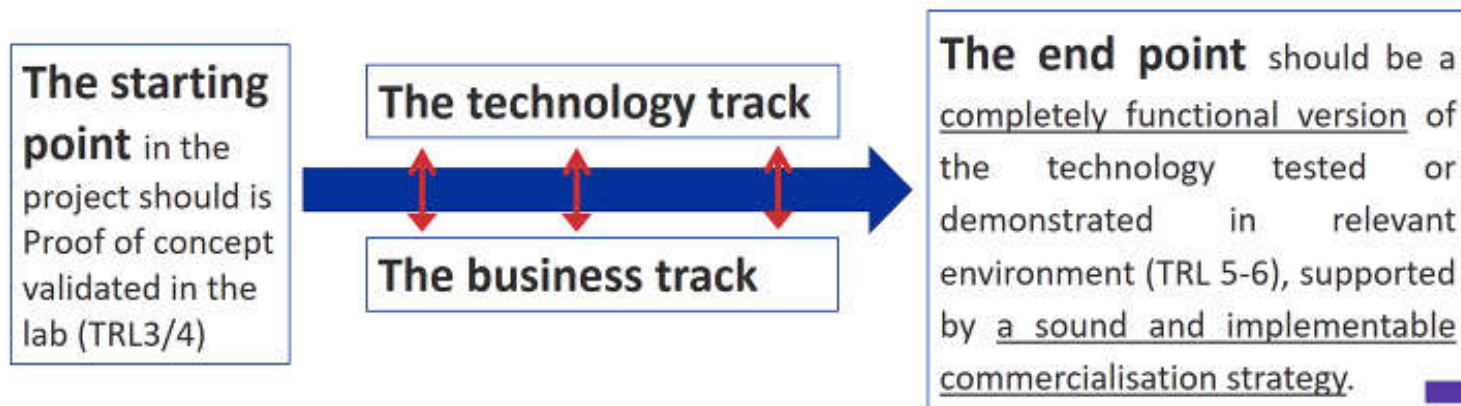 The starting
point in the
project should is
Proof of concept
validated in the
lab (TRL3/4)
The technology track
The business track
The end point should be a
completely functional version of
the technology tested or
demonstrated in relevant
environment (TRL 5-6), supported
by a sound and implementable
commercialisation strategy.